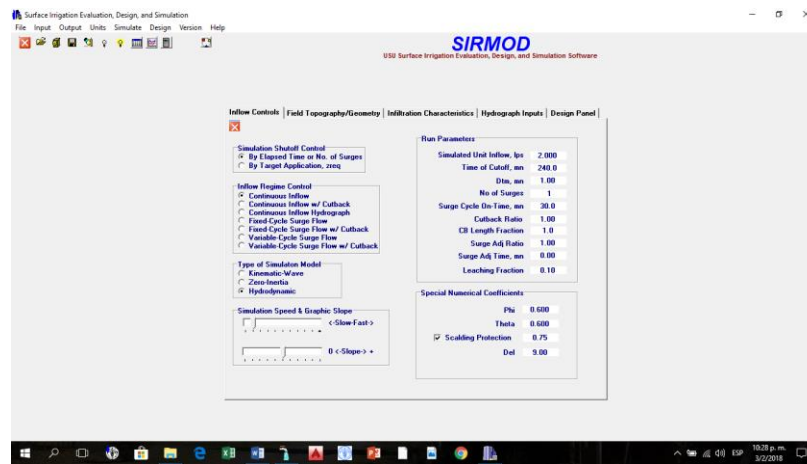 Surface Irrigation Evaluation, Design, and Simulation
File Input Output Units Simulate Design Version Help
SIRMOD
USU Surface Irrigation Evaluation, Design, and Simulation Software
Inflow Controls Field Topography/Geometry Infiltration Characteristics Hydrograph Inputs Design Panel
Simulation Shutoff Control
By Elapsed Time or No. of Surges
By Target Application, zreq
Inflow Regime Control
Continuous Inflow
Continuous Inflow w/ Cutback
Continuous Inflow Hydrograph
Fixed-Cycle Surge Flow
Fixed-Cycle Surge Flow w/ Cutback
Variable-Cycle Surge Flow
Variable-Cycle Surge Flow w/ Cutback
Type of Simulaton Model
Kinematic-Wave
Zero-Inertia
Hydrodynamic
Simulation Speed & Graphic Slope
<-Slow-Fast->
0 <-Slope-> +
Run Parameters
Simulated Unit Inflow, lps 2.000
Time of Cutoff, mn 240.0
Dtm, mn 1.00
No of Surges 1
Surge Cycle On-Time, mn 30.0
Cutback Ratio 1.00
CB Length Fraction 1.0
Surge Adj Ratio 1.00
Surge Adj Time, mn 0.00
Leaching Fraction 0.10
Special Numerical Coefficients
Phi 0.600
Theta 0.600
Scalding Protection 0.75
Del 9.00
ESP
10:28 p. m.
3/2/2018